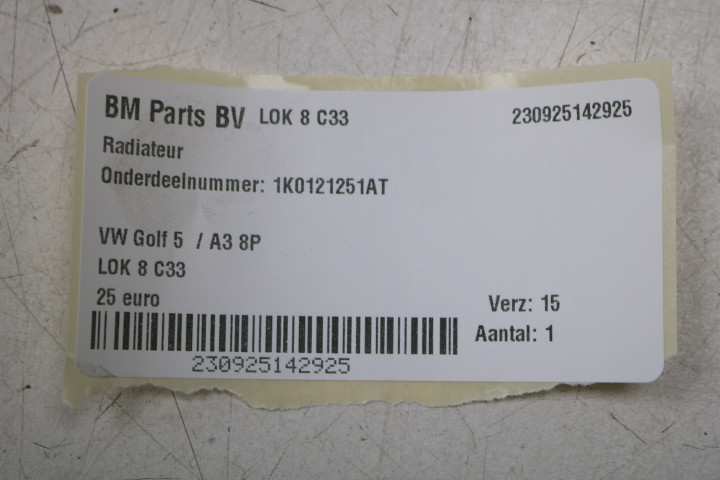 BM Parts BV LOK 8 C33 230925142925
Radiateur
Onderdeelnummer: 1K0121251AT
VW Golf 5 / A3 8P
LOK 8 C33
25 euro Verz: 15
Aantal: 1
230925142925